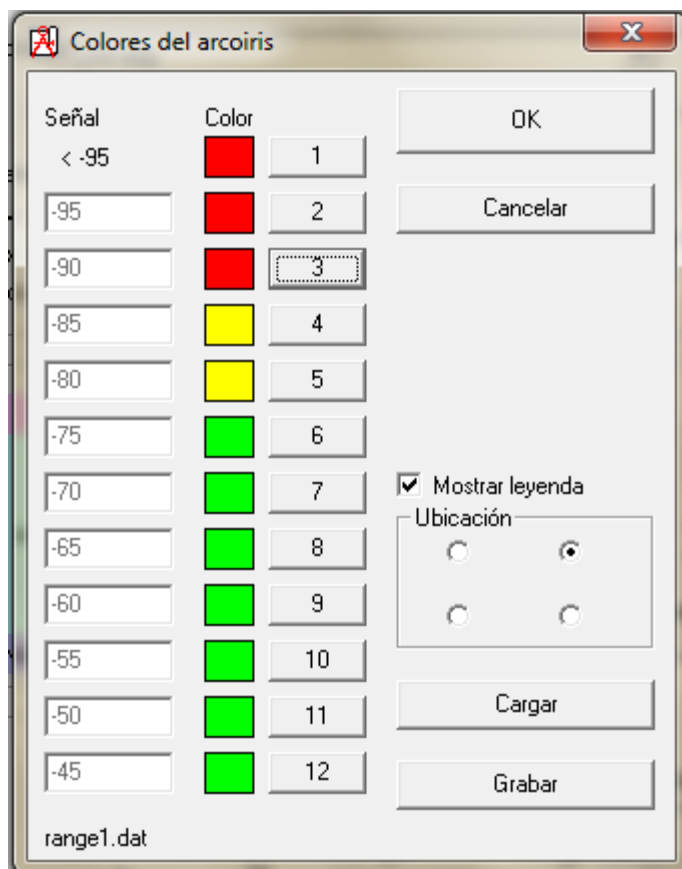 Colores del arcoiris
Señal Color
< -95 1 OK
-95 2 Cancelar
-90 3
-85 4
-80 5
-75 6
-70 7 Mostrar leyenda
Ubicación
-65 8
-60 9
-55 10
-50 11 Cargar
-45 12 Grabar
range1.dat